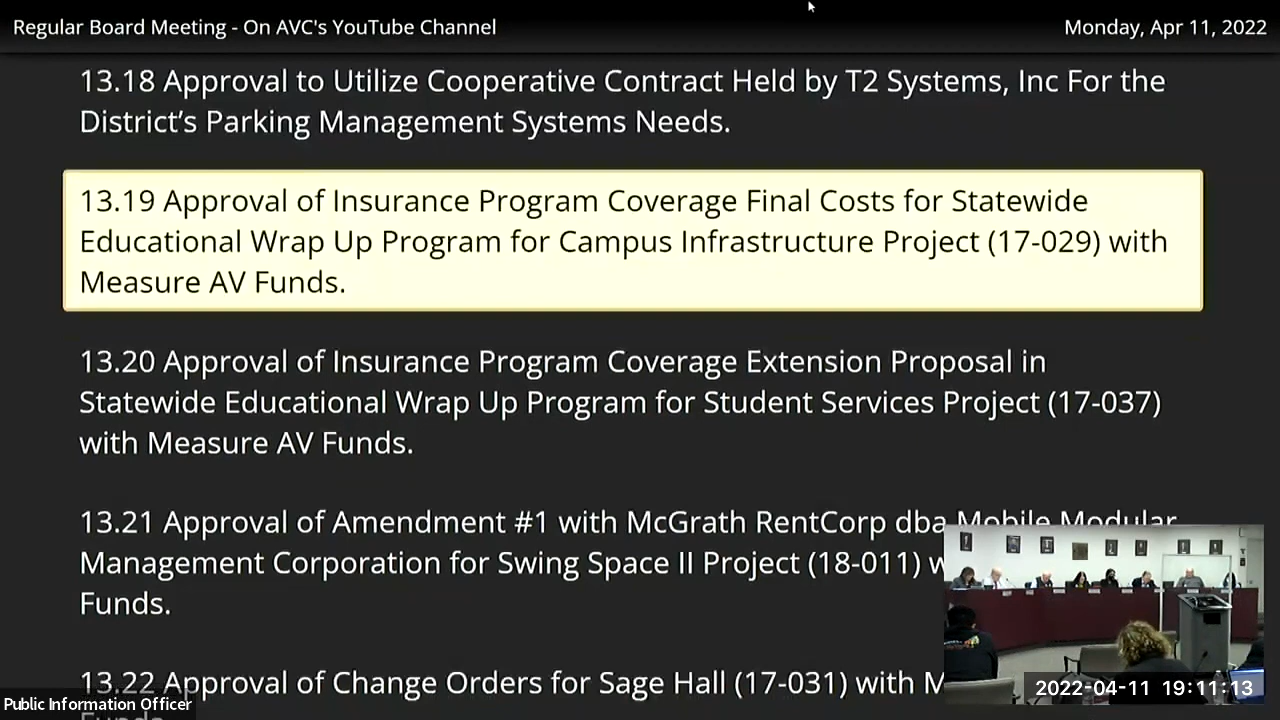 Regular Board Meeting - On AVC's YouTube Channel
Monday, Apr 11, 2022
13.18 Approval to Utilize Cooperative Contract Held by T2 Systems, Inc For the
District’s Parking Management Systems Needs.
13.19 Approval of Insurance Program Coverage Final Costs for Statewide
Educational Wrap Up Program for Campus Infrastructure Project (17-029) with
Measure AV Funds.
13.20 Approval of Insurance Program Coverage Extension Proposal in
Statewide Educational Wrap Up Program for Student Services Project (17-037)
with Measure AV Funds.
13.21 Approval of Amendment #1 with McGrath RentCorp dba Mobile Modular
Management Corporation for Swing Space II Project (18-011)
Funds.
13.22 Approval of Change Orders for Sage Hall (17-031) with
Funds.
Public Information Officer
2022-04-11 19:11:13